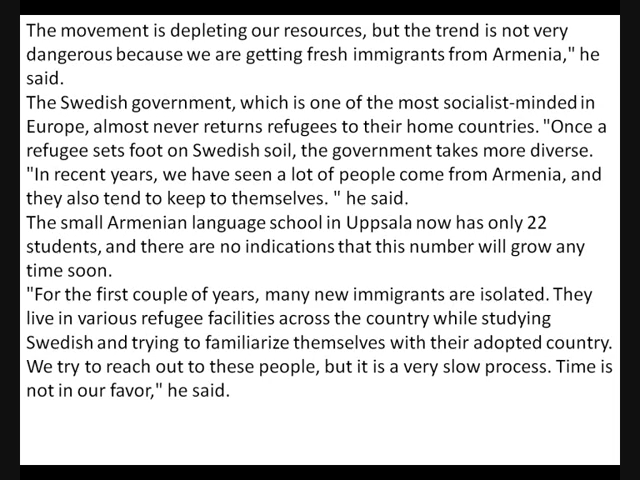 The movement is depleting our resources, but the trend is not very
dangerous because we are getting fresh immigrants from Armenia," he
said.
The Swedish government, which is one of the most socialist-minded in
Europe, almost never returns refugees to their home countries. "Once a
refugee sets foot on Swedish soil, the government takes more diverse.
"In recent years, we have seen a lot of people come from Armenia, and
they also tend to keep to themselves. " he said.
The small Armenian language school in Uppsala now has only 22
students, and there are no indications that this number will grow any
time soon.
"For the first couple of years, many new immigrants are isolated. They
live in various refugee facilities across the country while studying
Swedish and trying to familiarize themselves with their adopted country.
We try to reach out to these people, but it is a very slow process. Time is
not in our favor," he said.